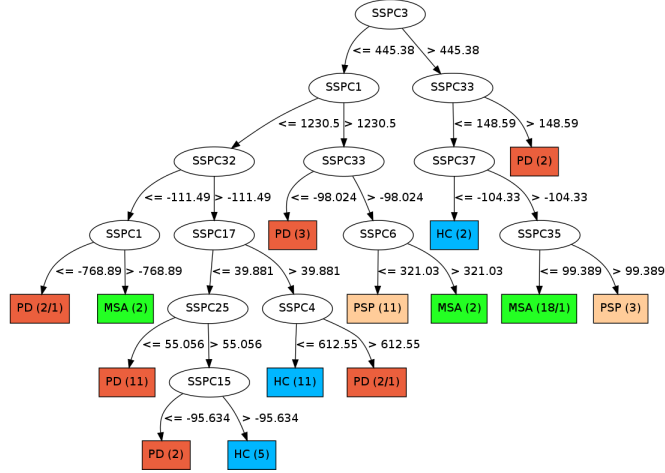 SSPC3
<= 445.38 > 445.38
SSPC1 SSPC33
<= 1230.5 > 1230.5 <= 148.59 > 148.59
SSPC32 SSPC33 SSPC37 PD (2)
<= -111.49 > -111.49 <= -98.024 > -98.024 <= -104.33 > -104.33
SSPC1 SSPC17 PD (3) SSPC6 HC (2) SSPC35
<= -768.89 > -768.89 <= 39.881 > 39.881 <= 321.03 > 321.03 <= 99.389 > 99.389
PD (2/1) MSA (2) SSPC25 SSPC4 PSP (11) MSA (2) MSA (18/1) PSP (3)
<= 55.056 > 55.056 <= 612.55 > 612.55
PD (11) SSPC15 HC (11) PD (2/1)
<= -95.634 > -95.634
PD (2) HC (5)